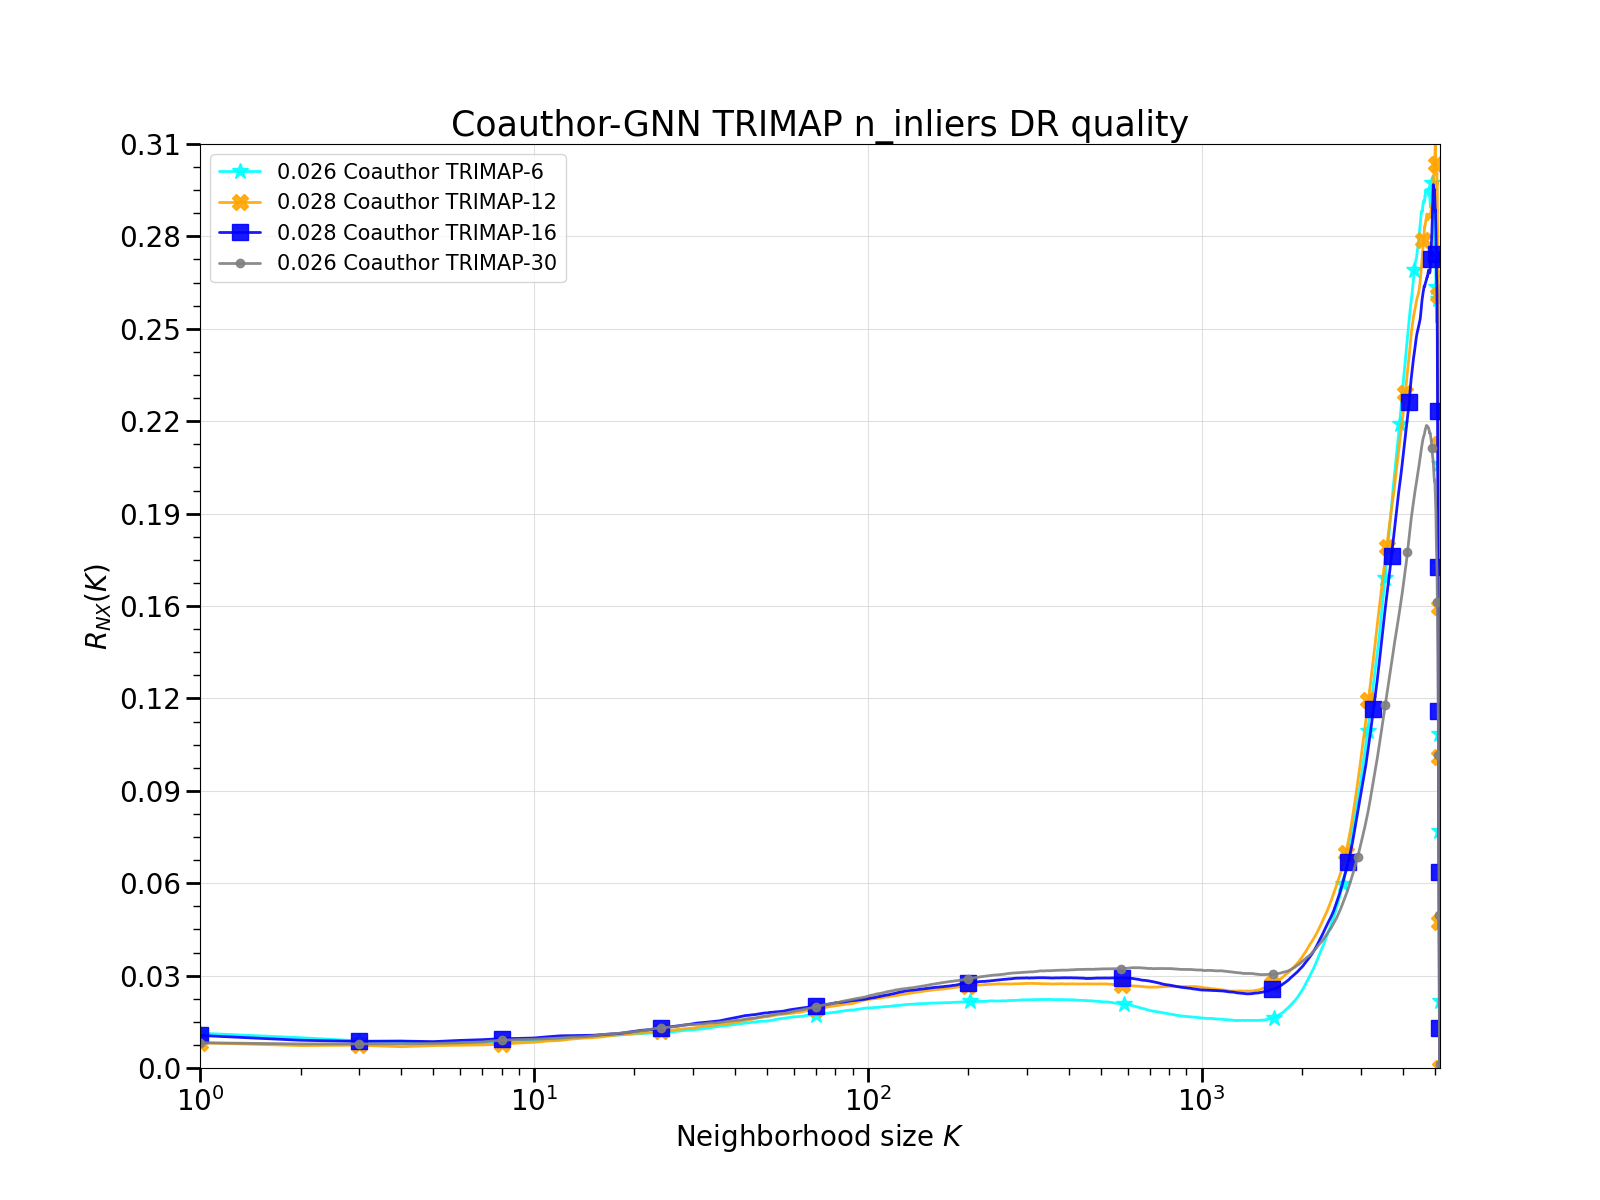 Coauthor-GNN TRIMAP n_inliers DR quality
0.31
0.28
0.25
0.22
0.19
0.16
0.12
0.09
0.06
0.03
0.0
R_{NX}(K)
0.026 Coauthor TRIMAP-6
0.028 Coauthor TRIMAP-12
0.028 Coauthor TRIMAP-16
0.026 Coauthor TRIMAP-30
10^0 10^1 10^2 10^3
Neighborhood size K